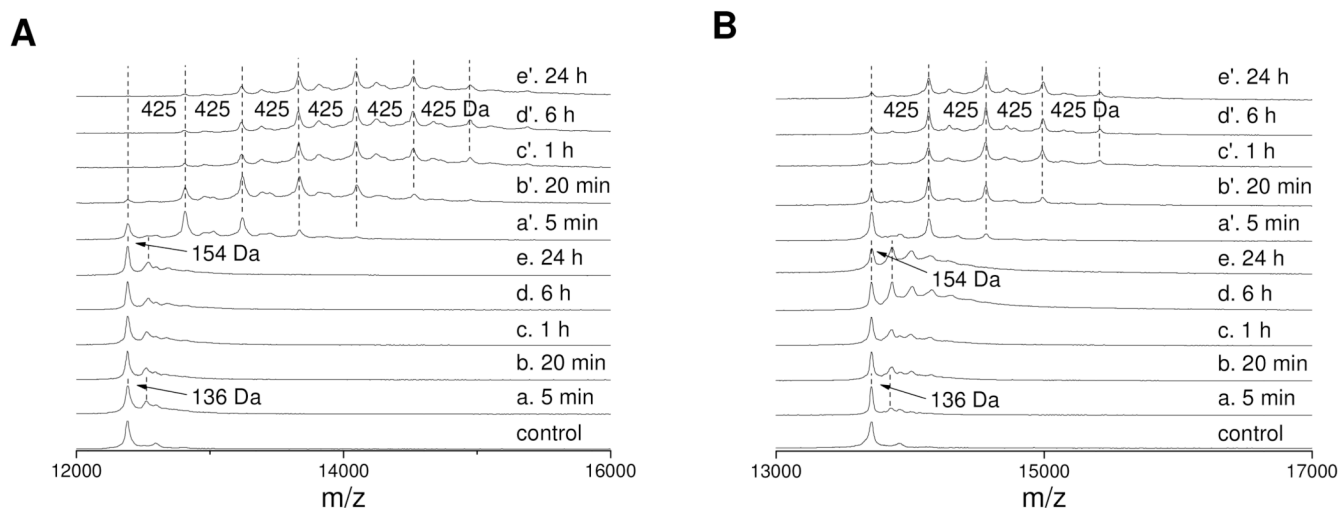 A
e'. 24 h
425 425 425 425 425 425 Da
d'. 6 h
c'. 1 h
b'. 20 min
a'. 5 min
154 Da
e. 24 h
d. 6 h
c. 1 h
b. 20 min
136 Da
a. 5 min
control
12000 14000 16000
m/z
B
e'. 24 h
425 425 425 425 Da
d'. 6 h
c'. 1 h
b'. 20 min
a'. 5 min
e. 24 h
154 Da
d. 6 h
c. 1 h
b. 20 min
136 Da
a. 5 min
control
13000 15000 17000
m/z